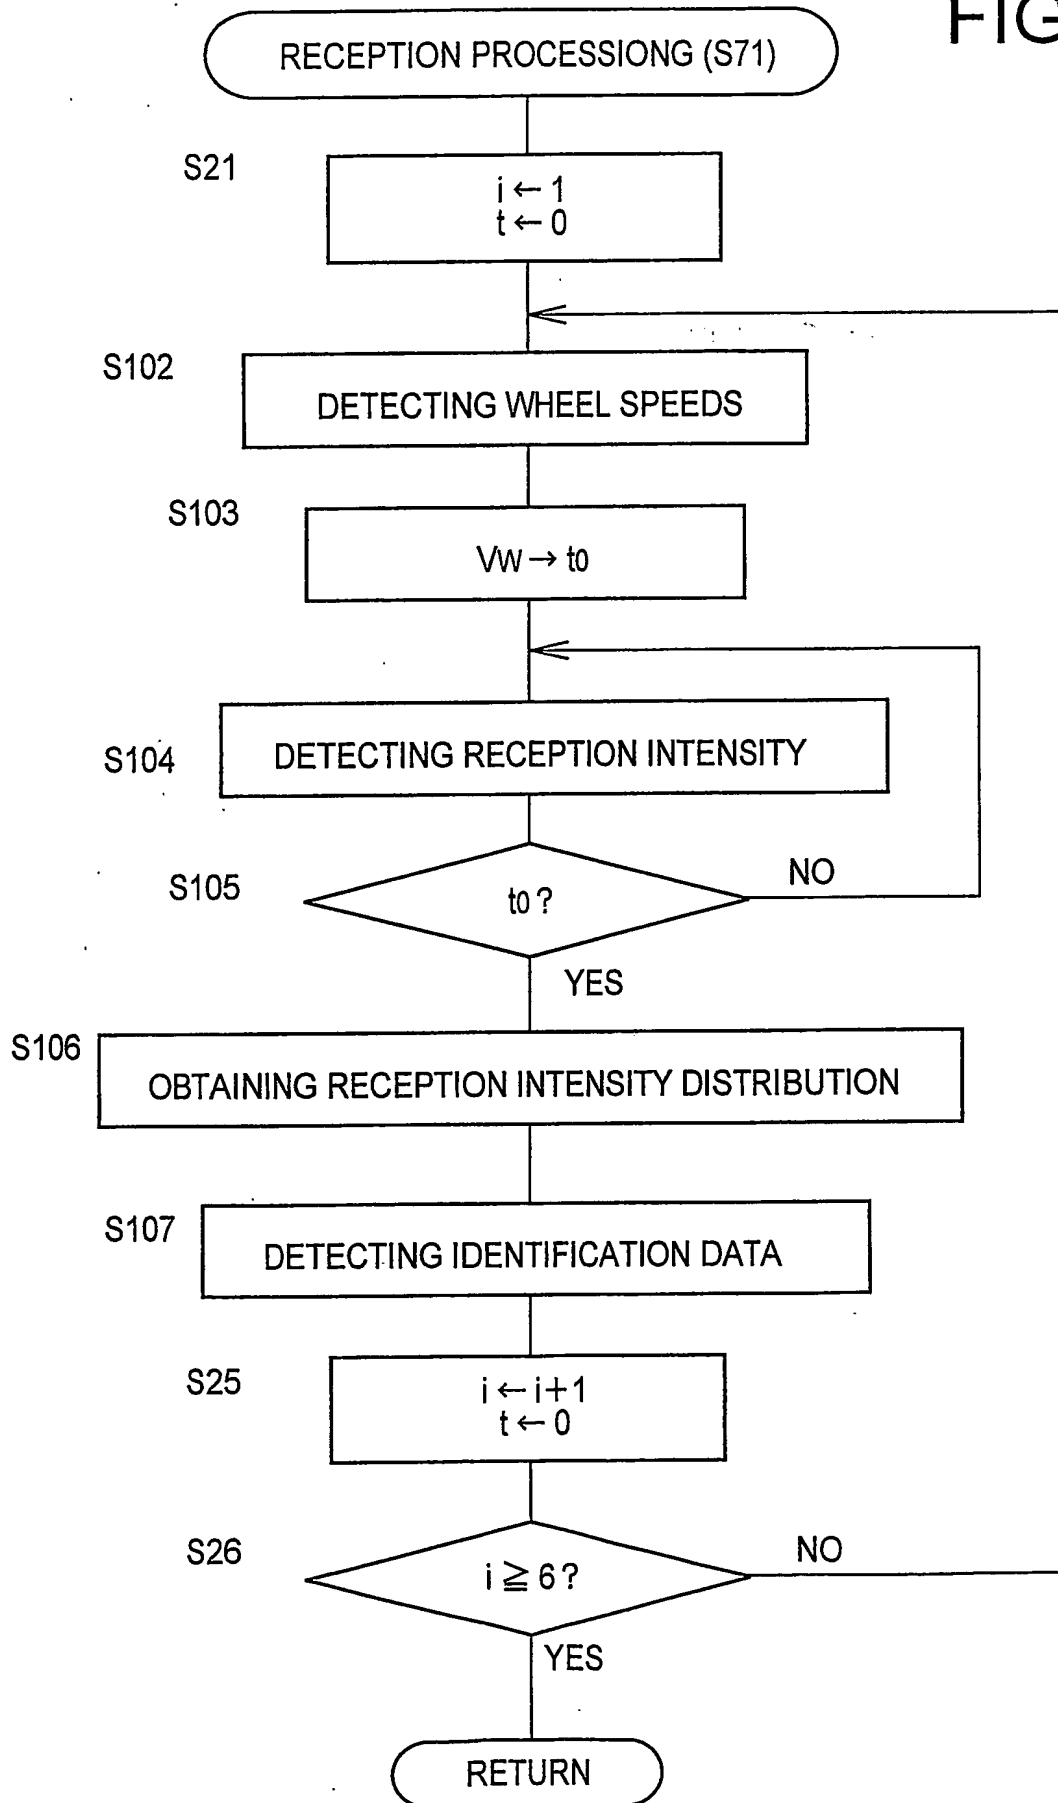 FIG
RECEPTION PROCESSIONG (S71)
S21
i ← 1
t ← 0
S102
DETECTING WHEEL SPEEDS
S103
Vw → t0
S104
DETECTING RECEPTION INTENSITY
S105
t0 ?
NO
YES
S106
OBTAINING RECEPTION INTENSITY DISTRIBUTION
S107
DETECTING IDENTIFICATION DATA
S25
i ← i+1
t ← 0
S26
i ≧ 6 ?
NO
YES
RETURN